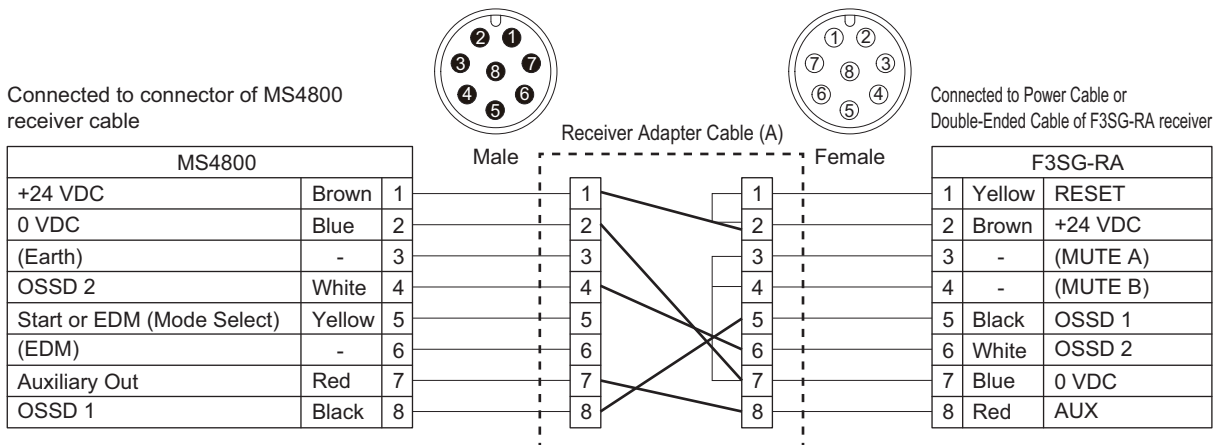 2 1
3 7
8
4 6
5
1 2
7 3
8
6 4
5
Connected to connector of MS4800
receiver cable
Connected to Power Cable or
Double-Ended Cable of F3SG-RA receiver
Receiver Adapter Cable (A)
Male
Female
MS4800
F3SG-RA
+24 VDC Brown 1 1 1 1 Yellow RESET
0 VDC Blue 2 2 2 2 Brown +24 VDC
(Earth) - 3 3 3 3 - (MUTE A)
OSSD 2 White 4 4 4 4 - (MUTE B)
Start or EDM (Mode Select) Yellow 5 5 5 5 Black OSSD 1
(EDM) - 6 6 6 6 White OSSD 2
Auxiliary Out Red 7 7 7 7 Blue 0 VDC
OSSD 1 Black 8 8 8 8 Red AUX